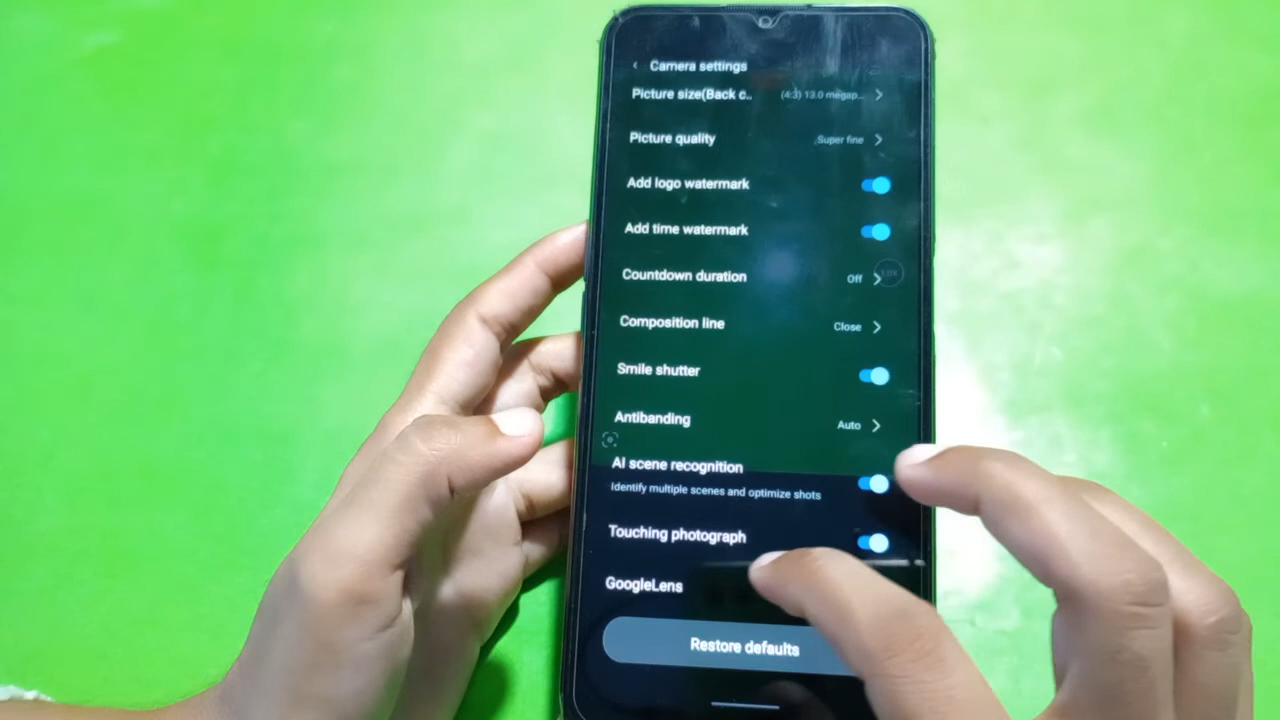 Camera settings
Picture size(Back c.. (4:3) 13.0 megap...
Picture quality Super fine
Add logo watermark
Add time watermark
Countdown duration Off
1.0X
Composition line Close
Smile shutter
Antibanding Auto
AI scene recognition
Identify multiple scenes and optimize shots
Touching photograph
GoogleLens
Restore defaults